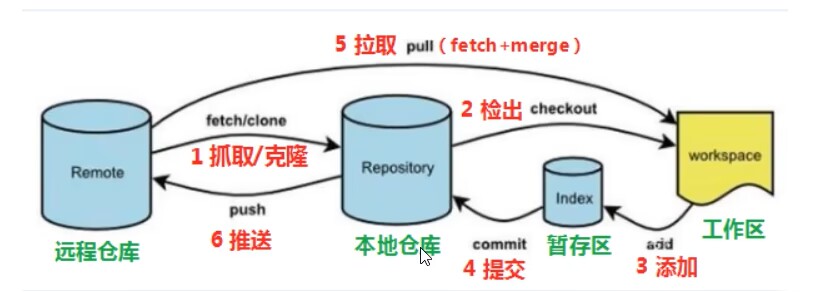 5 拉取 pull（fetch+merge）
fetch/clone
2 检出 checkout
1 抓取/克隆
Remote
Repository
workspace
Index
push
6 推送
远程仓库
本地仓库
commit
4 提交
暂存区
add
3 添加
工作区